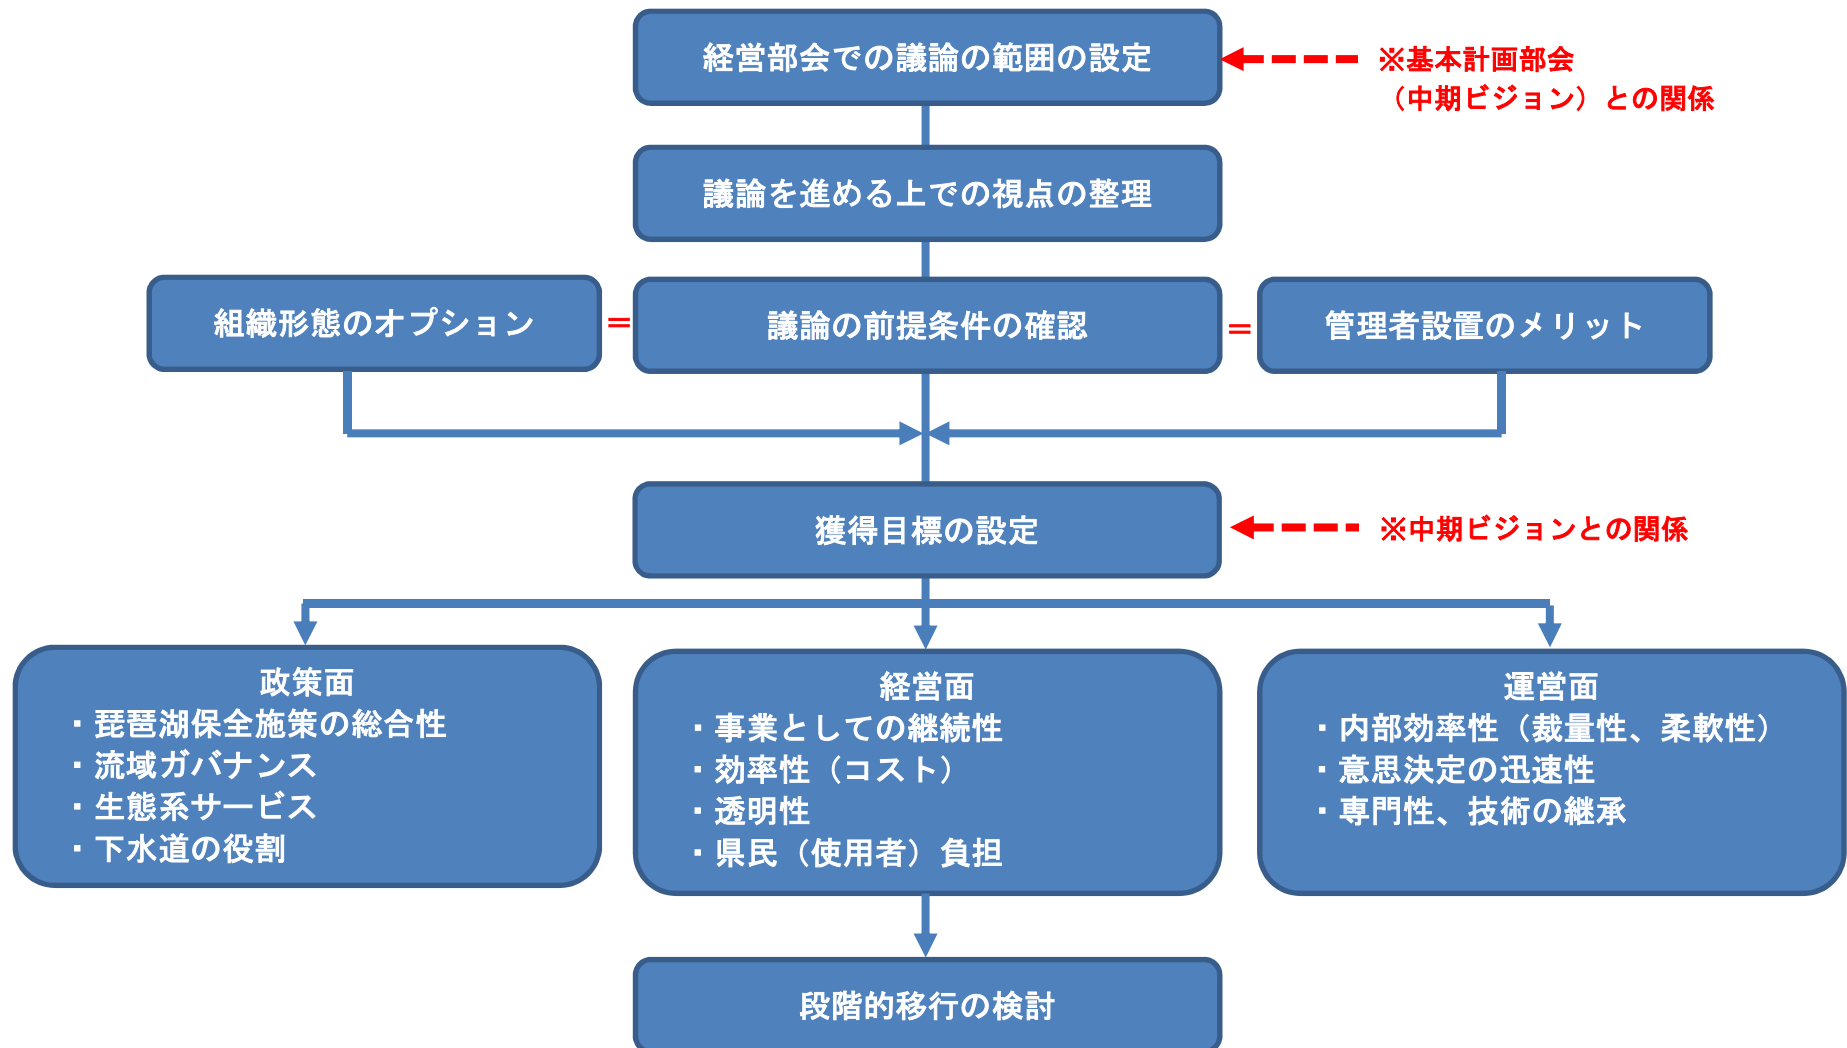 経営部会での議論の範囲の設定
※基本計画部会
（中期ビジョン）との関係
議論を進める上での視点の整理
組織形態のオプション
＝
議論の前提条件の確認
＝
管理者設置のメリット
獲得目標の設定
※中期ビジョンとの関係
政策面
・琵琶湖保全施策の総合性
・流域ガバナンス
・生態系サービス
・下水道の役割
経営面
・事業としての継続性
・効率性（コスト）
・透明性
・県民（使用者）負担
運営面
・内部効率性（裁量性、柔軟性）
・意思決定の迅速性
・専門性、技術の継承
段階的移行の検討